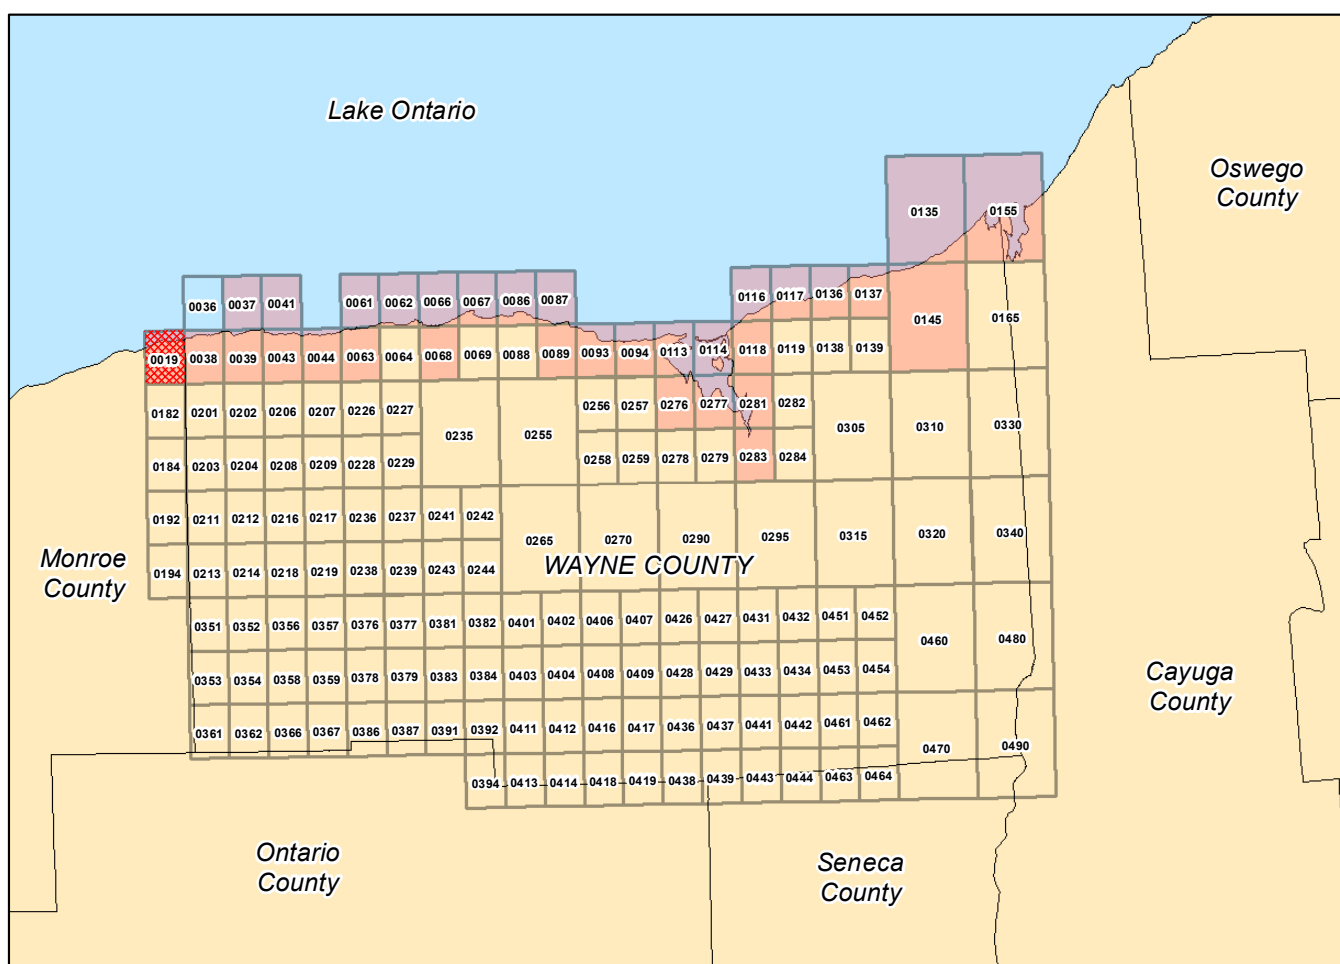 Lake Ontario
Oswego
County
0135 0155
0036 0037 0041 0061 0062 0066 0067 0086 0087 0116 0117 0136 0137
0145 0165
0019 0038 0039 0043 0044 0063 0064 0068 0069 0088 0089 0093 0094 0113 0114 0118 0119 0138 0139
0182 0201 0202 0206 0207 0226 0227 0256 0257 0276 0277 0281 0282
0235 0255 0305 0310 0330
0184 0203 0204 0208 0209 0228 0229 0258 0259 0278 0279 0283 0284
0192 0211 0212 0216 0217 0236 0237 0241 0242
0265 0270 0290 0295 0315 0320 0340
Monroe
County
WAYNE COUNTY
0194 0213 0214 0218 0219 0238 0239 0243 0244
0351 0352 0356 0357 0376 0377 0381 0382 0401 0402 0406 0407 0426 0427 0431 0432 0451 0452
0460 0480
0353 0354 0358 0359 0378 0379 0383 0384 0403 0404 0408 0409 0428 0429 0433 0434 0453 0454
Cayuga
County
0361 0362 0366 0367 0386 0387 0391 0392 0411 0412 0416 0417 0436 0437 0441 0442 0461 0462
0470 0490
0394 0413 0414 0418 0419 0438 0439 0443 0444 0463 0464
Ontario
County
Seneca
County